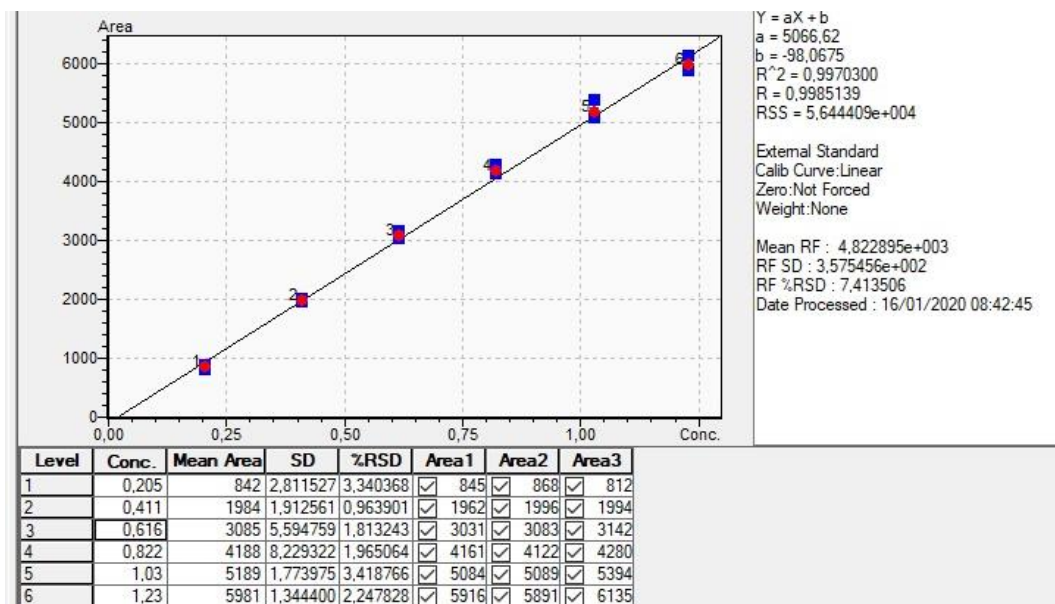 Area
6000
5000
4000
3000
2000
1000
0
0,00 0,25 0,50 0,75 1,00 Conc.
1
2
3
4
5
6
Y = aX + b
a = 5066,62
b = -98,0675
R^2 = 0,9970300
R = 0,9985139
RSS = 5,644409e+004
External Standard
Calib Curve:Linear
Zero:Not Forced
Weight:None
Mean RF : 4,822895e+003
RF SD : 3,575456e+002
RF %RSD : 7,413506
Date Processed : 16/01/2020 08:42:45
Level Conc. Mean Area SD %RSD Area1 Area2 Area3
1 0,205 842 2,811527 3,340368 845 868 812
2 0,411 1984 1,912561 0,963901 1962 1996 1994
3 0,616 3085 5,594759 1,813243 3031 3083 3142
4 0,822 4188 8,229322 1,965064 4161 4122 4280
5 1,03 5189 1,773975 3,418766 5084 5089 5394
6 1,23 5981 1,344400 2,247828 5916 5891 6135